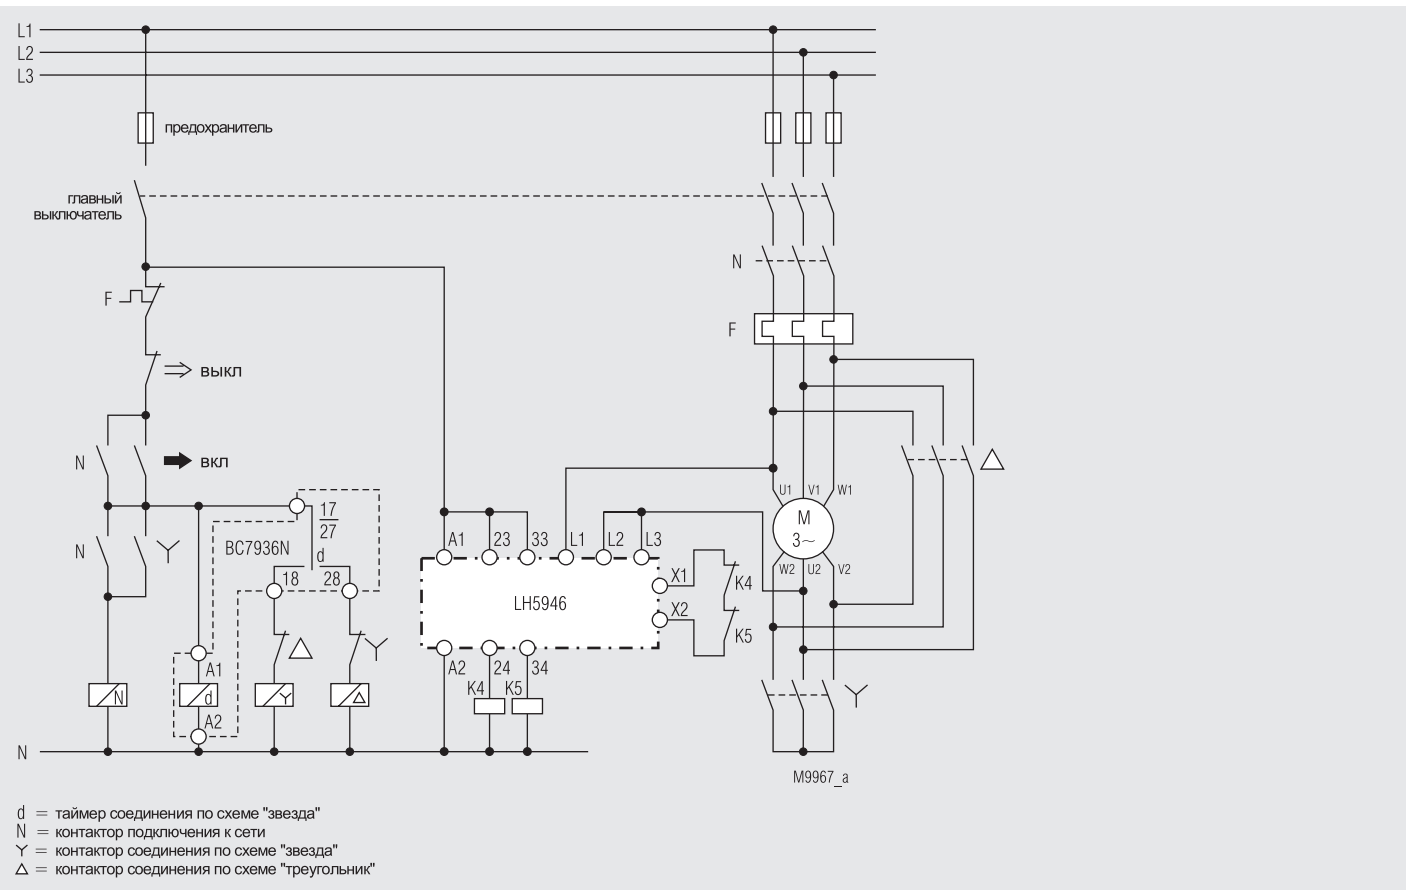 L1
L2
L3
предохранитель
главный
выключатель
N
F
F
выкл
N
вкл
17
27
BC7936N
d
N
18
28
A1
23
33
L1
L2
L3
U1
V1
W1
M
3~
W2
U2
V2
X1
K4
LH5946
X2
K5
A1
A2
24
34
K4
K5
N
d
A2
N
M9967_a
d = таймер соединения по схеме "звезда"
N = контактор подключения к сети
Y = контактор соединения по схеме "звезда"
△ = контактор соединения по схеме "треугольник"